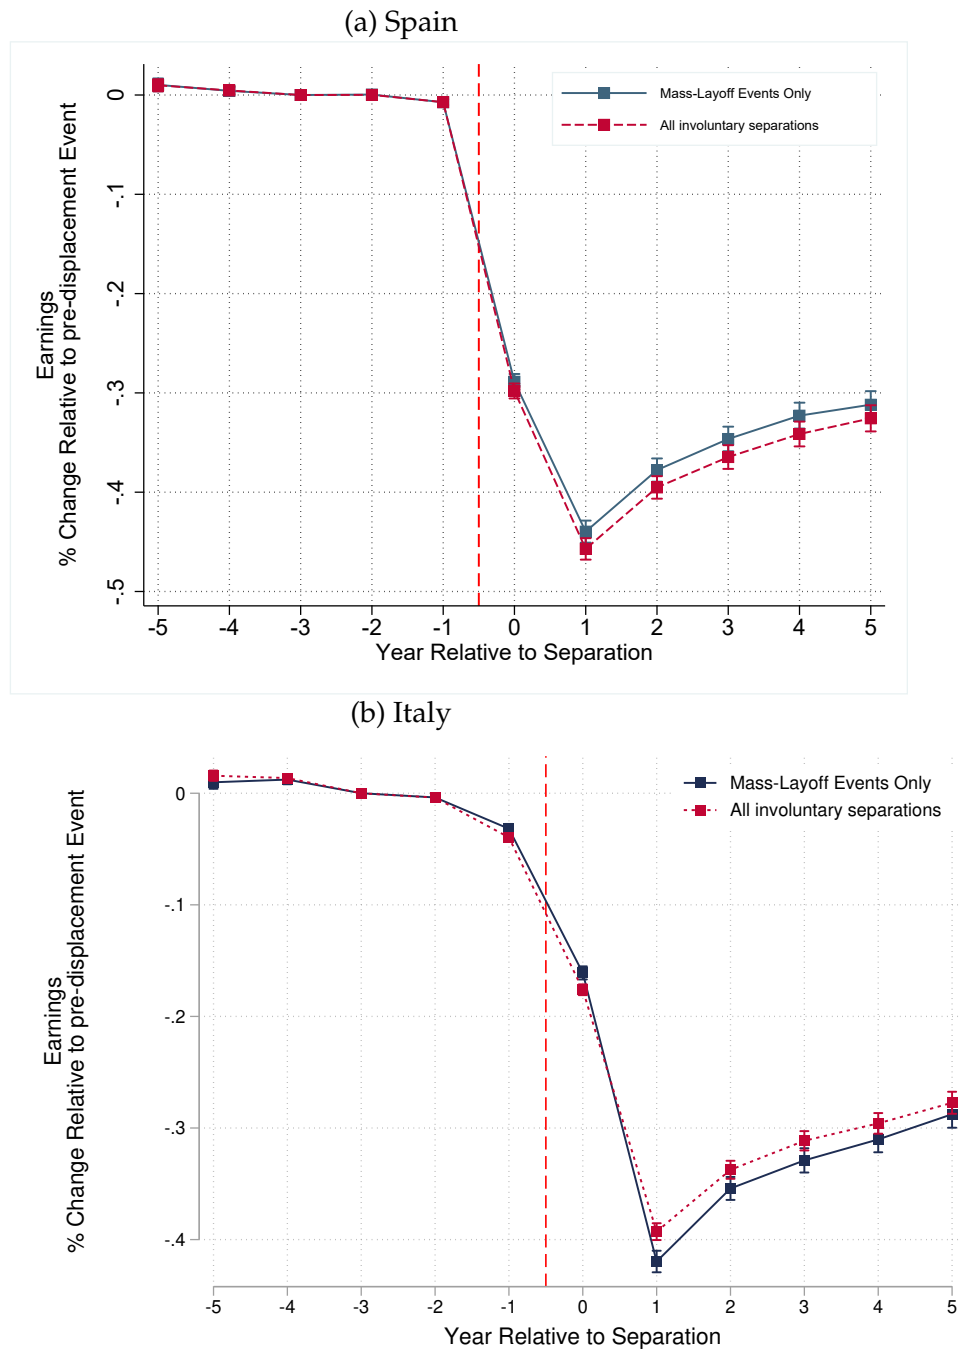 (a) Spain
Mass-Layoff Events Only
All involuntary separations
Earnings
% Change Relative to pre-displacement Event
0
-.1
-.2
-.3
-.4
-.5
-5 -4 -3 -2 -1 0 1 2 3 4 5
Year Relative to Separation
(b) Italy
Mass-Layoff Events Only
All involuntary separations
Earnings
% Change Relative to pre-displacement Event
0
-.1
-.2
-.3
-.4
-5 -4 -3 -2 -1 0 1 2 3 4 5
Year Relative to Separation